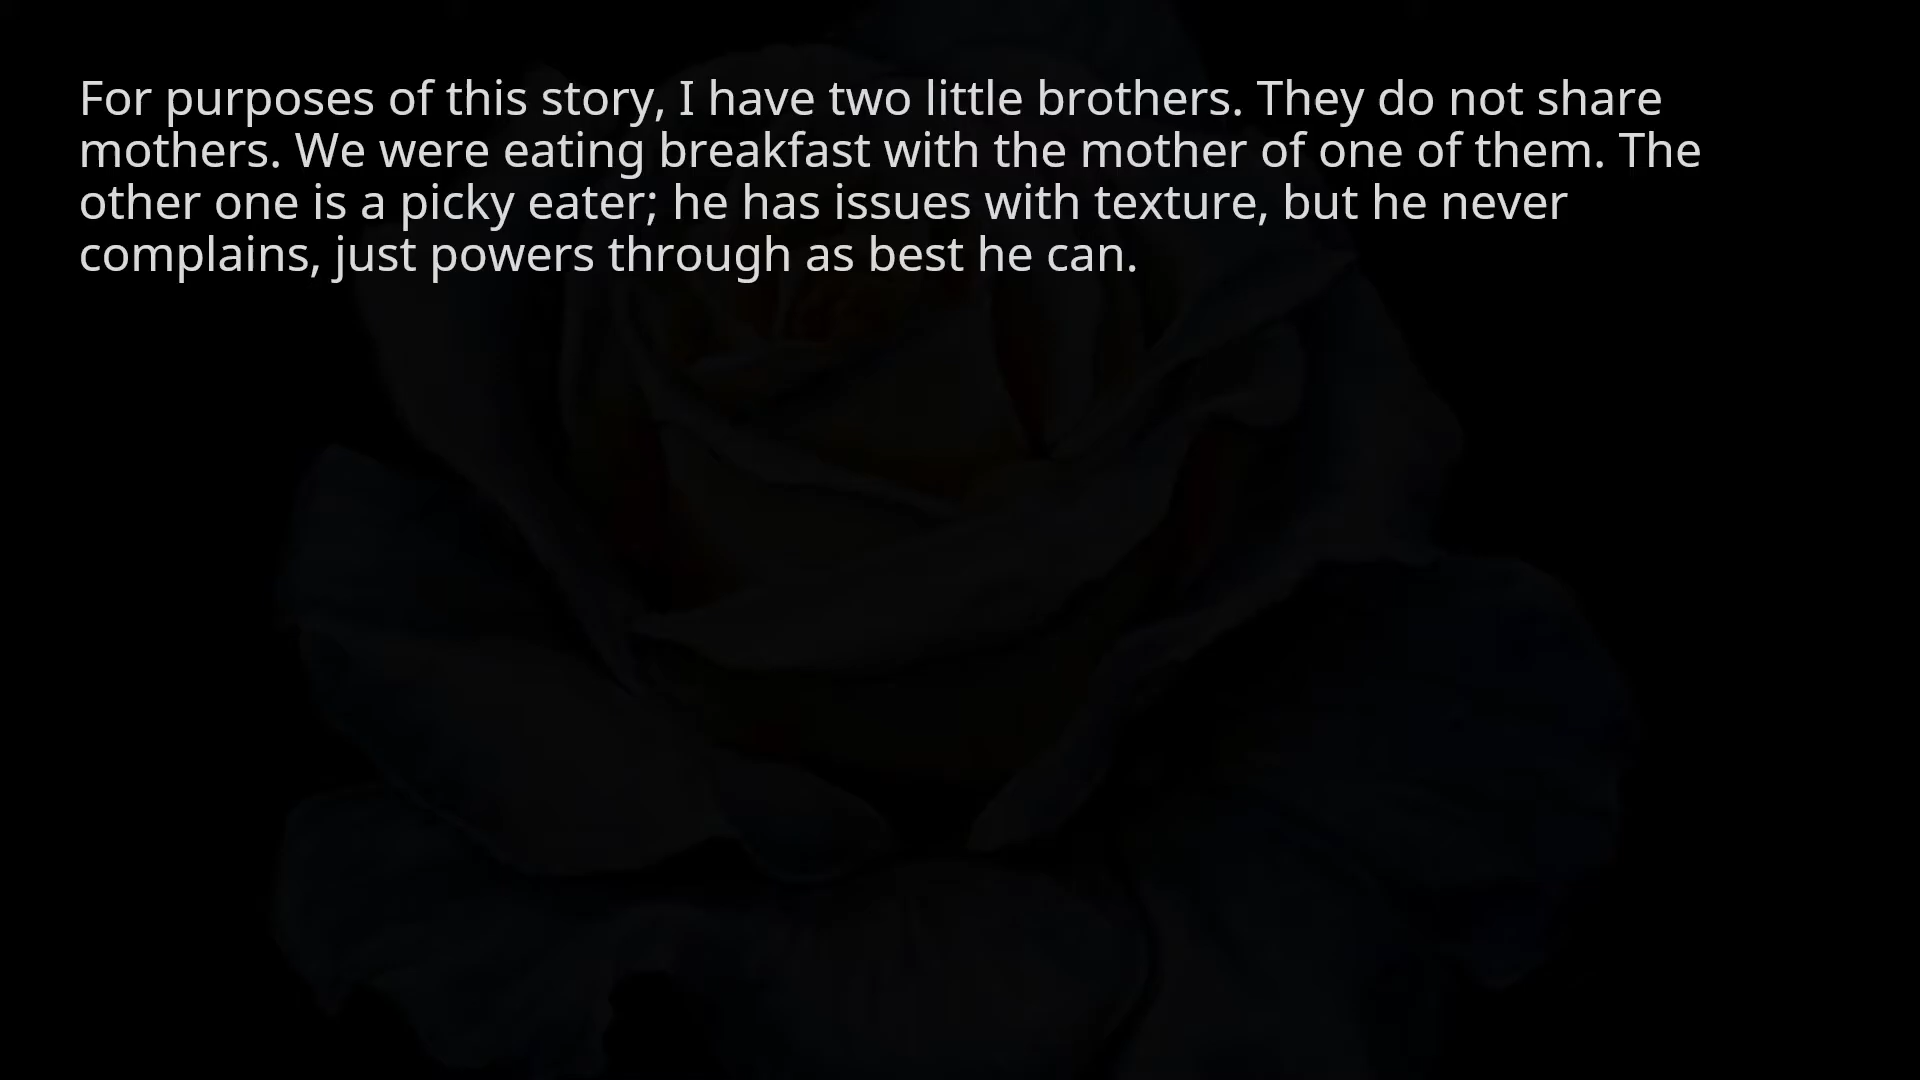 For purposes of this story, I have two little brothers. They do not share
mothers. We were eating breakfast with the mother of one of them. The
other one is a picky eater; he has issues with texture, but he never
complains, just powers through as best he can.